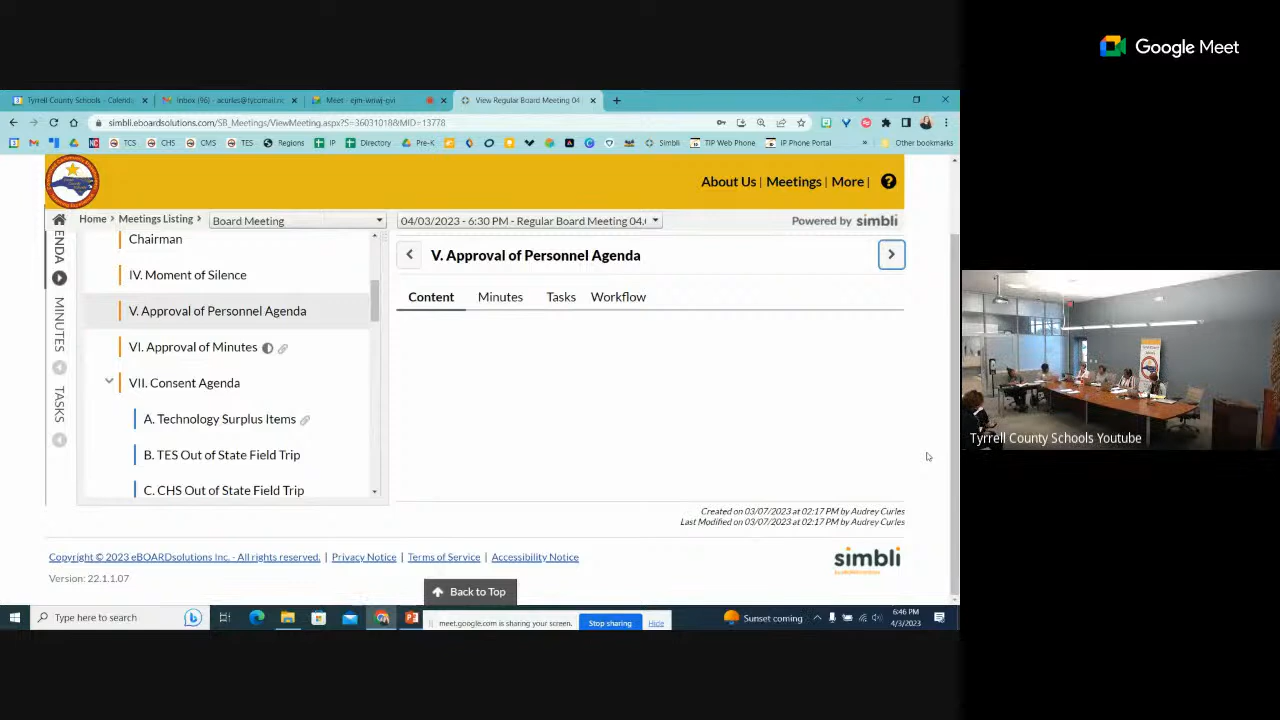 Google Meet
Tyrrell County Schools - Calend
Inbox (96) - acurles@tycomail.nc
Meet - ejm-wnwj-gvi
View Regular Board Meeting 04
simbli.eboardsolutions.com/SB_Meetings/ViewMeeting.aspx?S=36031018&MID=13778
IP
TCS
CHS
CMS
TES
Regions
IP
Directory
Pre-K
Simbli
TIP Web Phone
IP Phone Portal
Other bookmarks
About Us | Meetings | More |
Home > Meetings Listing >
Board Meeting
04/03/2023 - 6:30 PM - Regular Board Meeting 04.
Powered by simbli
ENDA
MINUTES
TASKS
Chairman
IV. Moment of Silence
V. Approval of Personnel Agenda
VI. Approval of Minutes
VII. Consent Agenda
A. Technology Surplus Items
B. TES Out of State Field Trip
C. CHS Out of State Field Trip
V. Approval of Personnel Agenda
Content
Minutes
Tasks
Workflow
Created on 03/07/2023 at 02:17 PM by Audrey Curles
Last Modified on 03/07/2023 at 02:17 PM by Audrey Curles
Copyright © 2023 eBOARDsolutions Inc. - All rights reserved. | Privacy Notice | Terms of Service | Accessibility Notice
simbli
Version: 22.1.1.07
Back to Top
Type here to search
meet.google.com is sharing your screen.
Stop sharing
Hide
Sunset coming
6:46 PM
4/3/2023
Tyrrell County Schools Youtube